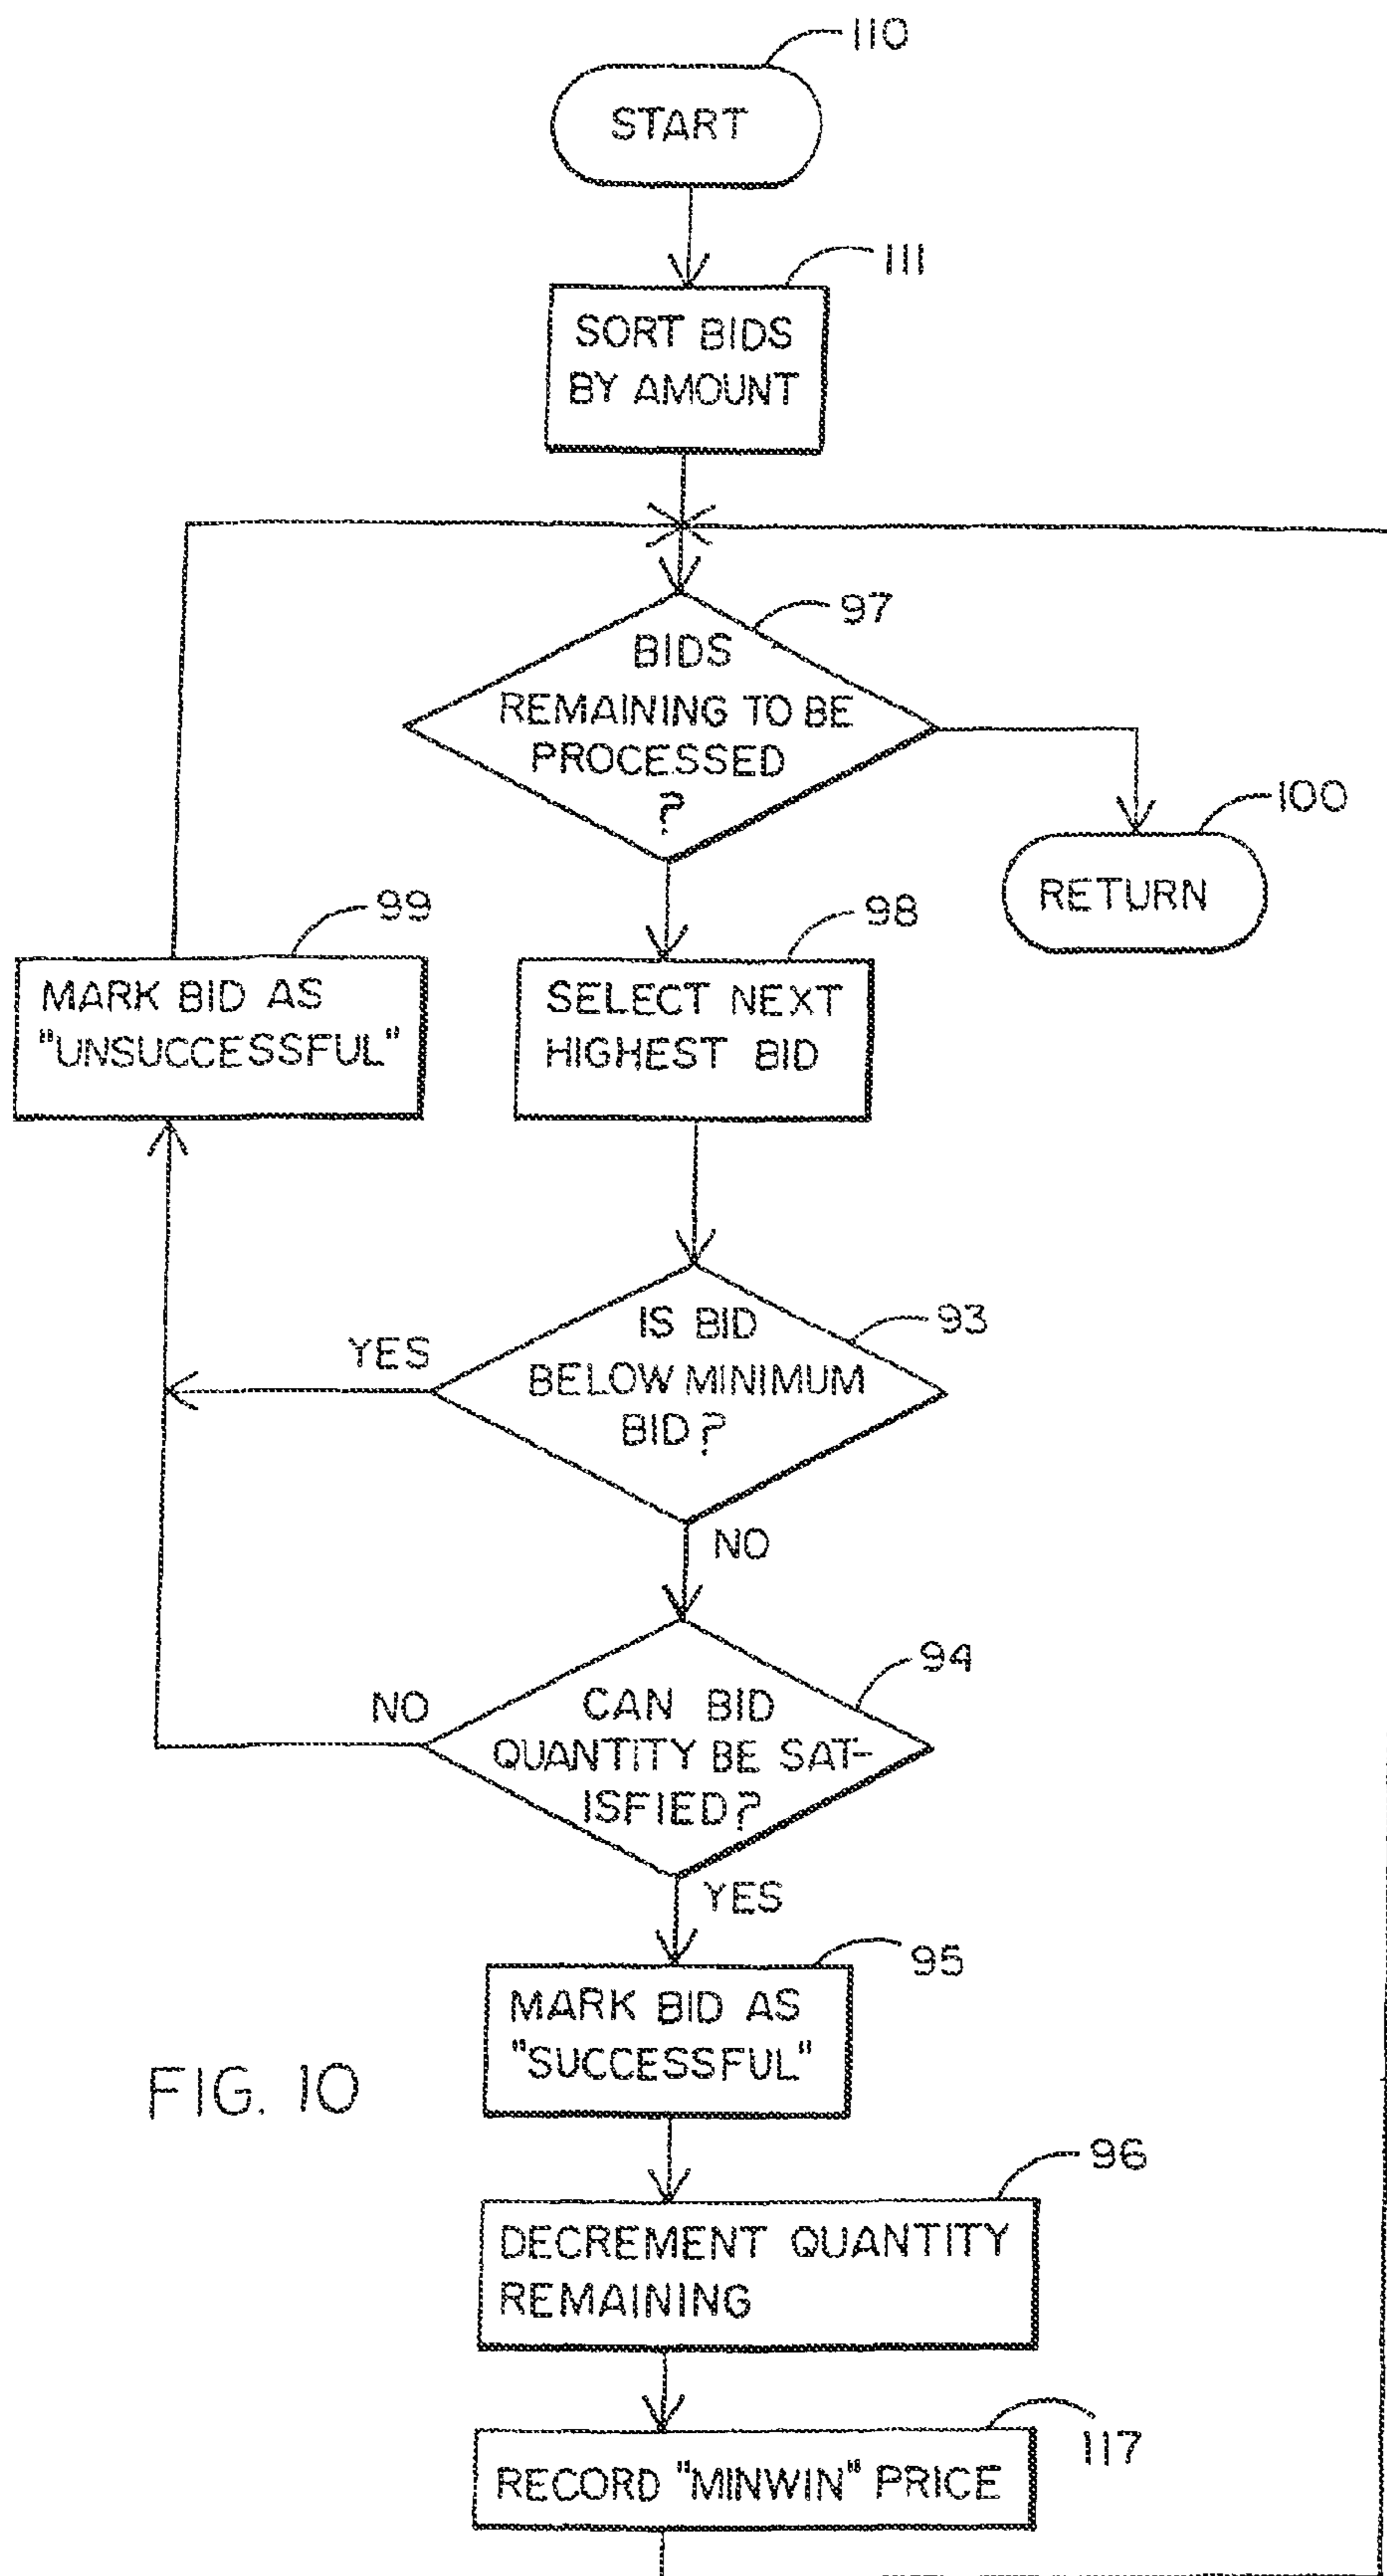 110
START
111
SORT BIDS
BY AMOUNT
97
BIDS
REMAINING TO BE
PROCESSED
?
100
RETURN
99
MARK BID AS
"UNSUCCESSFUL"
98
SELECT NEXT
HIGHEST BID
93
IS BID
BELOW MINIMUM
BID?
YES
NO
94
CAN BID
QUANTITY BE SAT-
ISFIED?
NO
YES
95
MARK BID AS
"SUCCESSFUL"
FIG. 10
96
DECREMENT QUANTITY
REMAINING
117
RECORD "MINWIN" PRICE